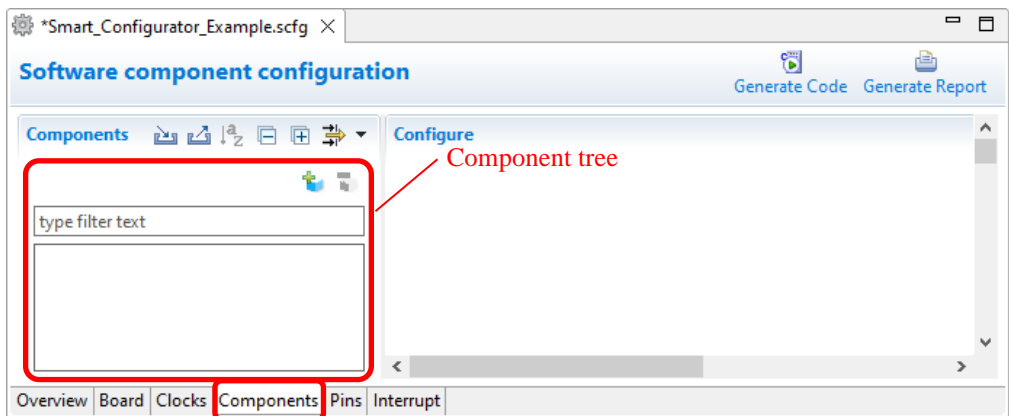 *Smart_Configurator_Example.scfg
Software component configuration
Generate Code Generate Report
Components
Configure
Component tree
type filter text
Overview Board Clocks Components Pins Interrupt